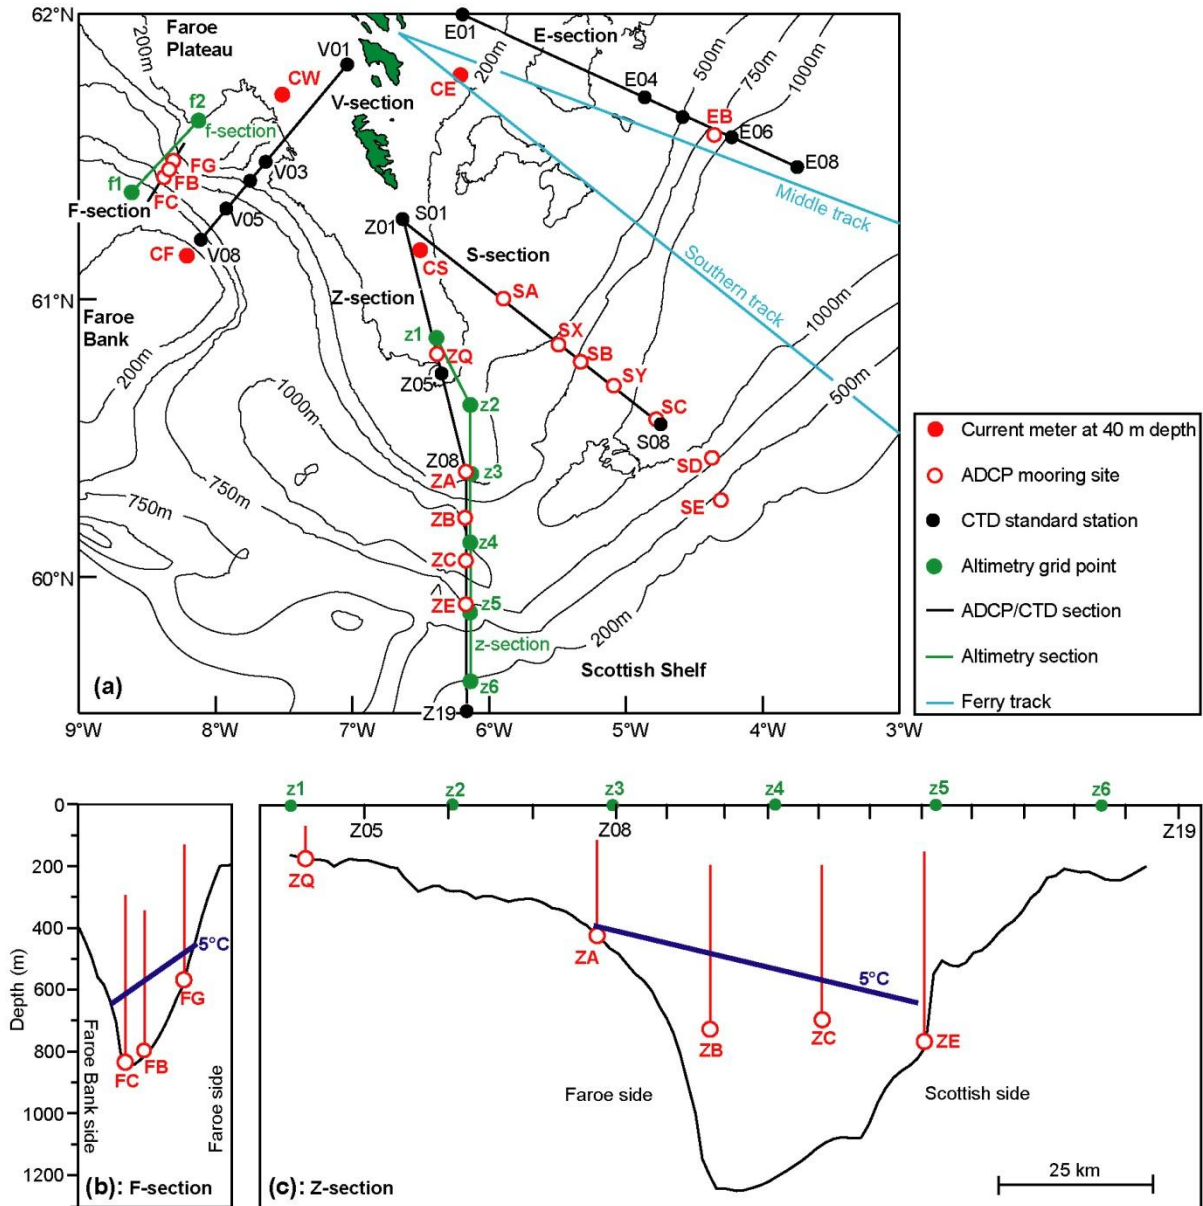 62°N
Faroe
Plateau
200m
V01
E01
E-section
200m
500m
750m
1000m
CW
CE
E04
V-section
f2
f-section
EB
E06
FG
V03
E08
f1
FB
FC
F-section
V05
Middle track
S01
Z01
V08
CF
CS
S-section
Southern track
61°N
Z-section
SA
1000m
Faroe
Bank
z1
SX
ZQ
SB
500m
200m
Z05
SY
1000m
z2
SC
S08
Z08
z3
SD
ZA
750m
SE
750m
ZB
z4
ZC
60°N
ZE
z5
200m
z-section
Scottish Shelf
(a)
z6
Z19
9°W
8°W
7°W
6°W
5°W
4°W
3°W
Current meter at 40 m depth
ADCP mooring site
CTD standard station
Altimetry grid point
ADCP/CTD section
Altimetry section
Ferry track
z1
z2
z3
z4
z5
z6
0
Z05
Z08
Z19
200
ZQ
400
ZA
5°C
5°C
600
FG
Depth (m)
ZB
ZC
ZE
800
FC
FB
Faroe Bank side
Faroe side
Faroe side
Scottish side
1000
1200
(b): F-section
(c): Z-section
25 km